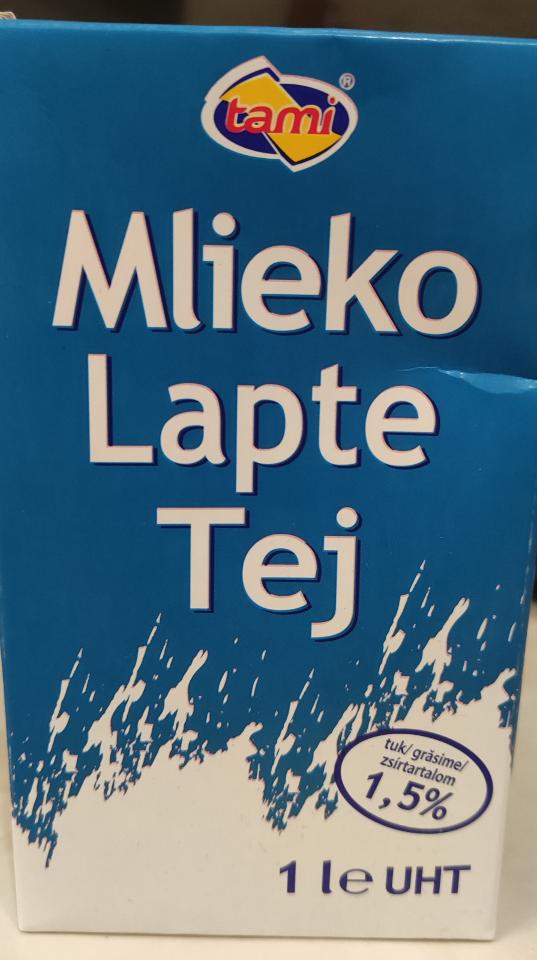 tami®
Mlieko
Lapte
Tej
tuk/ grăsime/
zsírtartalom
1,5%
1 l℮ UHT